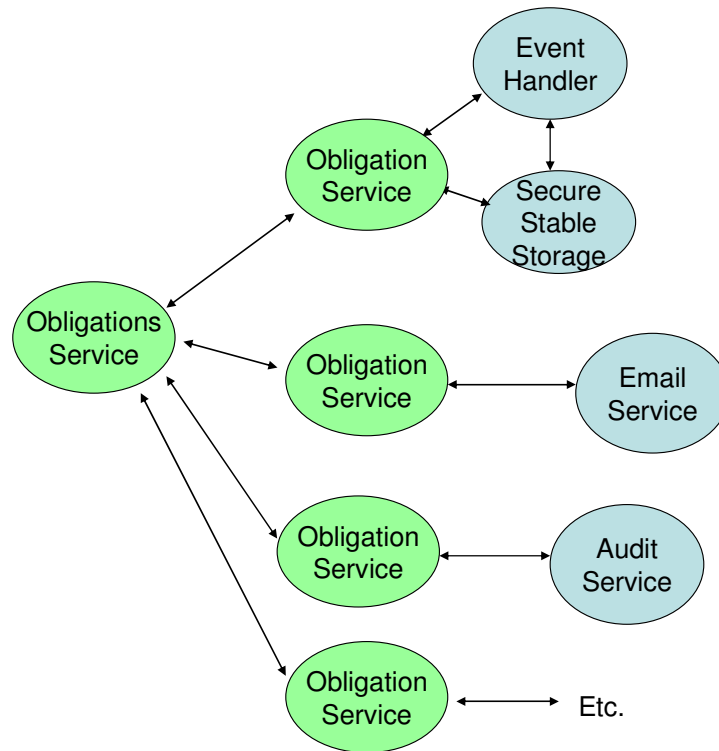 Event
Handler
Obligation
Service
Secure
Stable
Storage
Obligations
Service
Obligation
Service
Email
Service
Obligation
Service
Audit
Service
Obligation
Service
Etc.